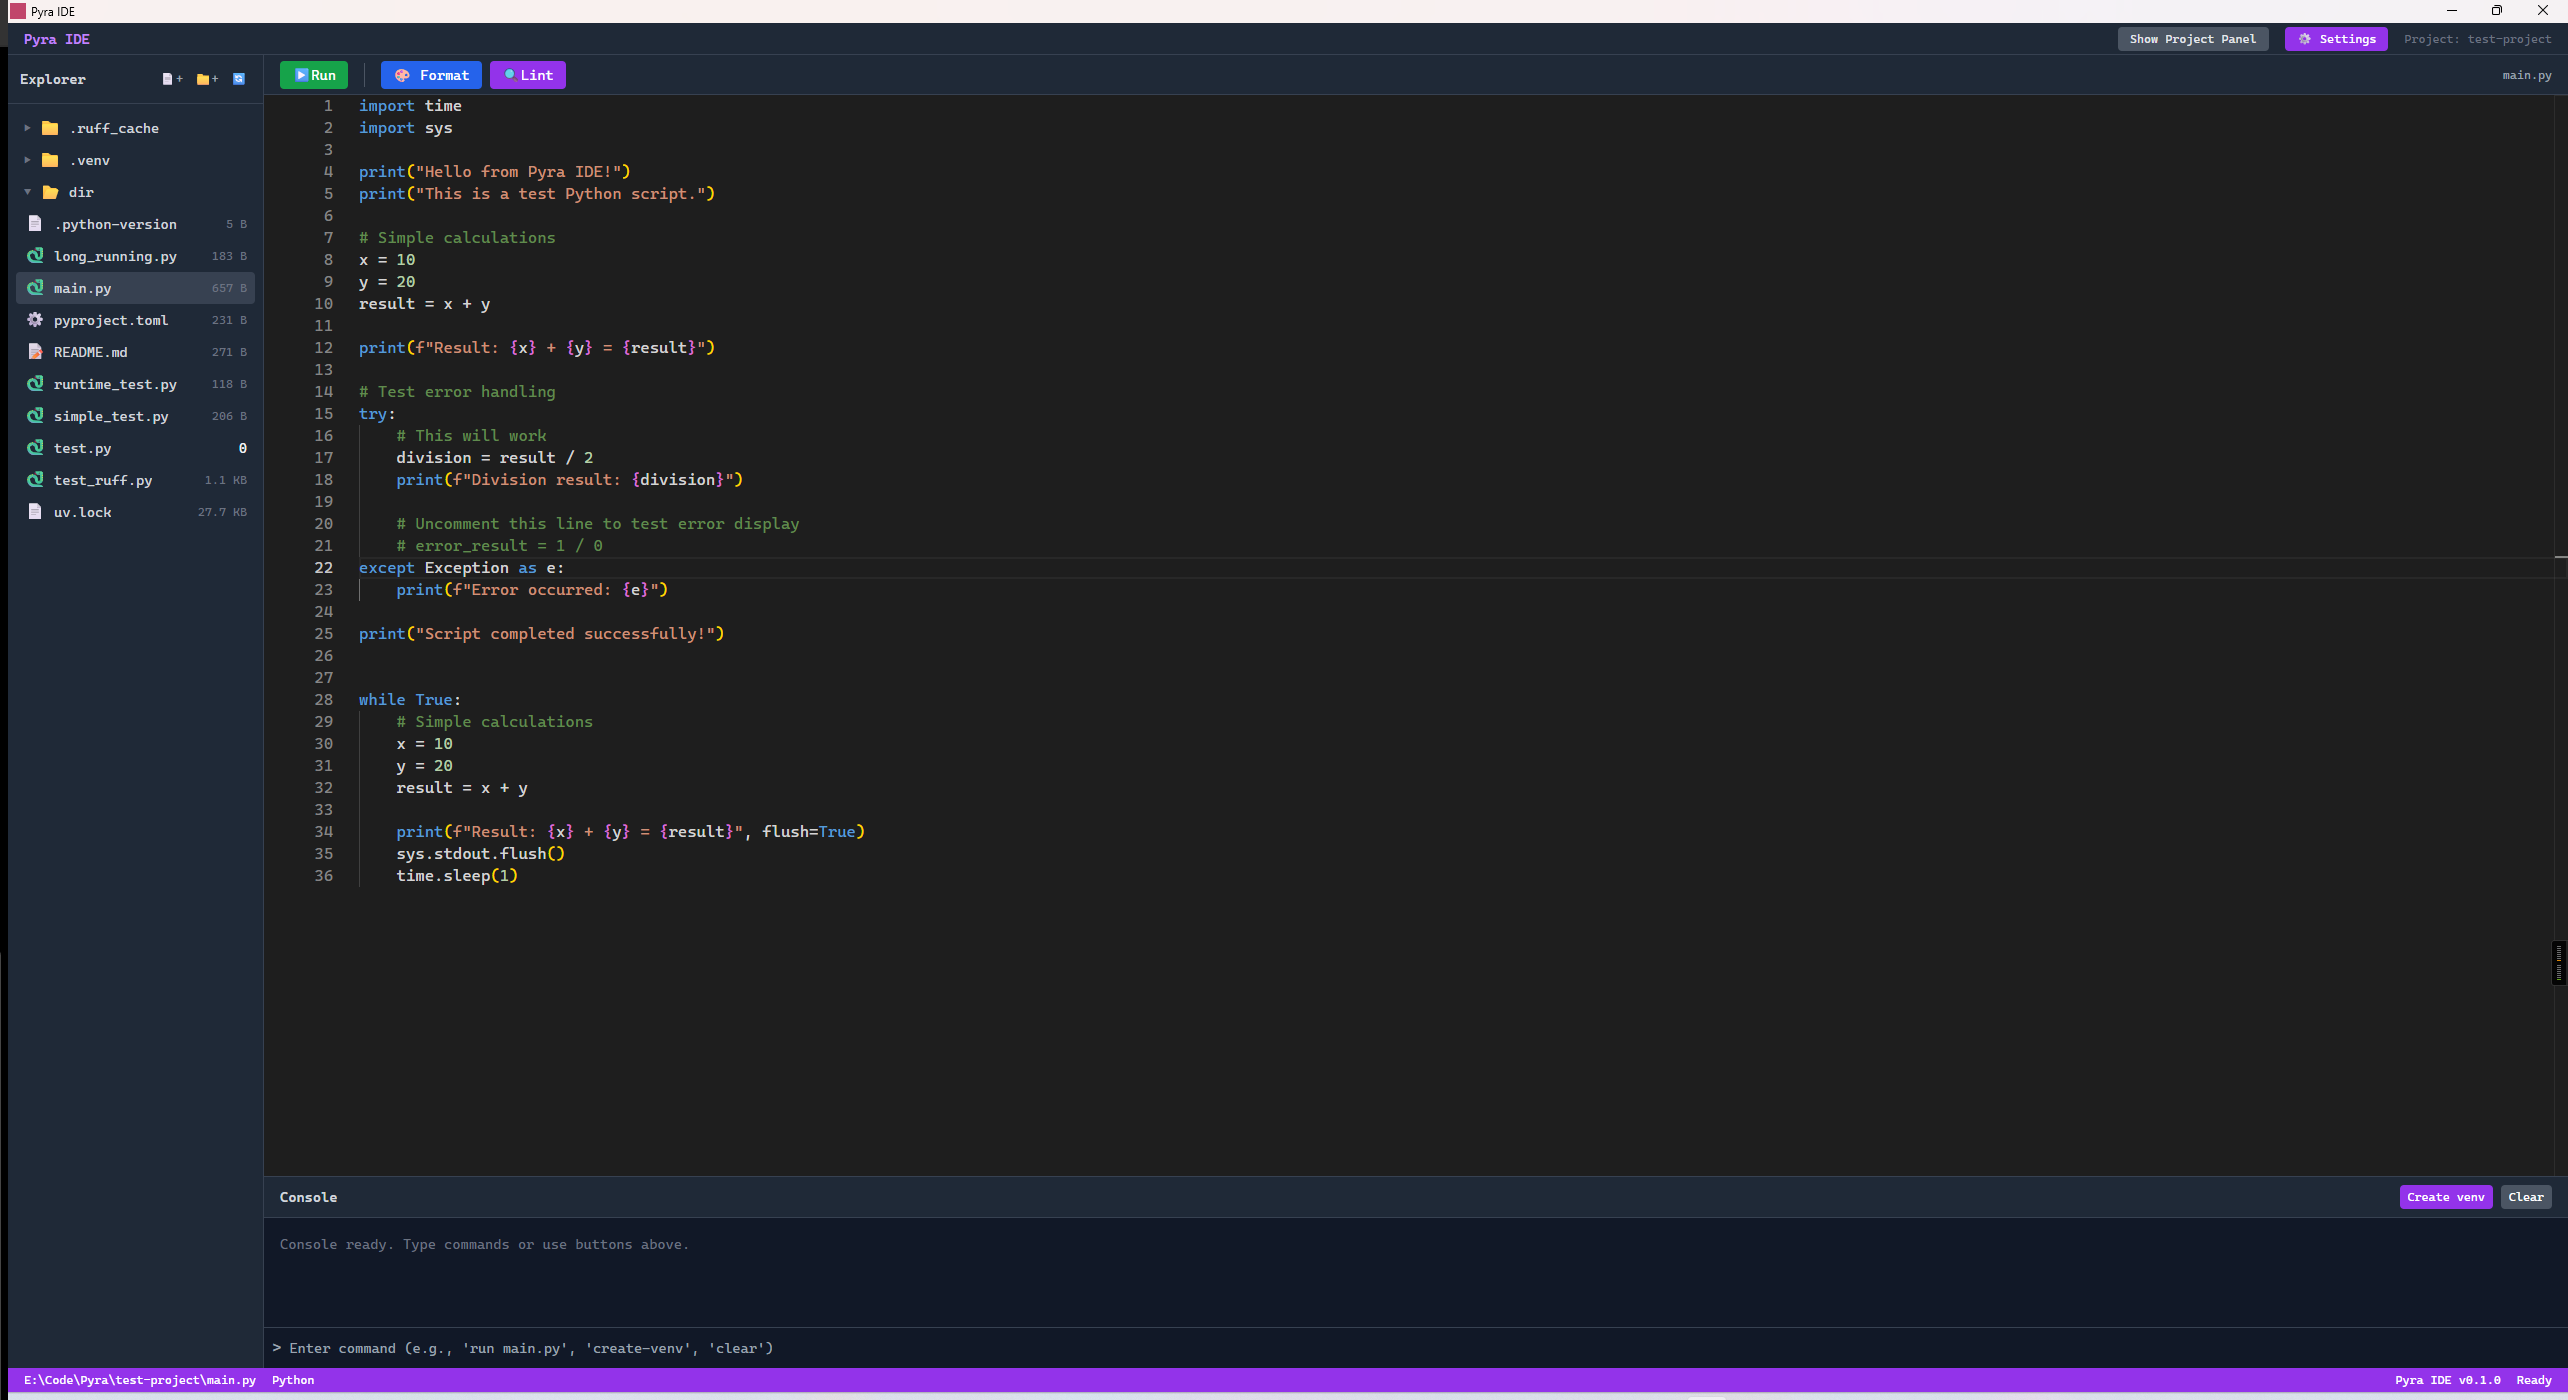 Pyra IDE
Pyra IDE
Show Project Panel
Settings
Project: test-project
Explorer
+
+
Run
Format
Lint
main.py
.ruff_cache
.venv
dir
.python-version 5 B
long_running.py 183 B
main.py 657 B
pyproject.toml 231 B
README.md 271 B
runtime_test.py 118 B
simple_test.py 206 B
test.py 0
test_ruff.py 1.1 KB
uv.lock 27.7 KB
1 import time
2 import sys
3
4 print("Hello from Pyra IDE!")
5 print("This is a test Python script.")
6
7 # Simple calculations
8 x = 10
9 y = 20
10 result = x + y
11
12 print(f"Result: {x} + {y} = {result}")
13
14 # Test error handling
15 try:
16     # This will work
17     division = result / 2
18     print(f"Division result: {division}")
19
20     # Uncomment this line to test error display
21     # error_result = 1 / 0
22 except Exception as e:
23     print(f"Error occurred: {e}")
24
25 print("Script completed successfully!")
26
27
28 while True:
29     # Simple calculations
30     x = 10
31     y = 20
32     result = x + y
33
34     print(f"Result: {x} + {y} = {result}", flush=True)
35     sys.stdout.flush()
36     time.sleep(1)
Console
Create venv
Clear
Console ready. Type commands or use buttons above.
> Enter command (e.g., 'run main.py', 'create-venv', 'clear')
E:\Code\Pyra\test-project\main.py Python
Pyra IDE v0.1.0 Ready